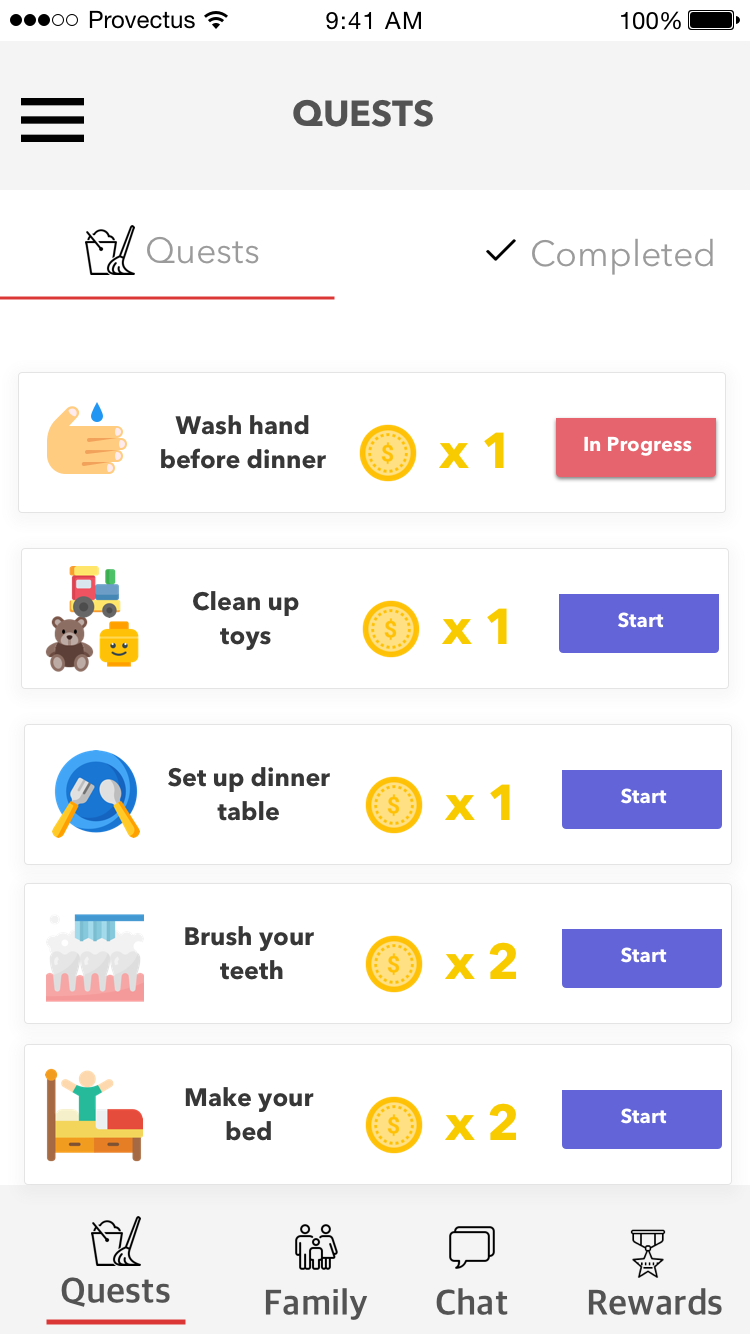 Provectus 9:41 AM 100%
QUESTS
Quests Completed
Wash hand
before dinner
$ x 1
In Progress
Clean up
toys
$ x 1
Start
Set up dinner
table
$ x 1
Start
Brush your
teeth
$ x 2
Start
Make your
bed
$ x 2
Start
Quests Family Chat Rewards